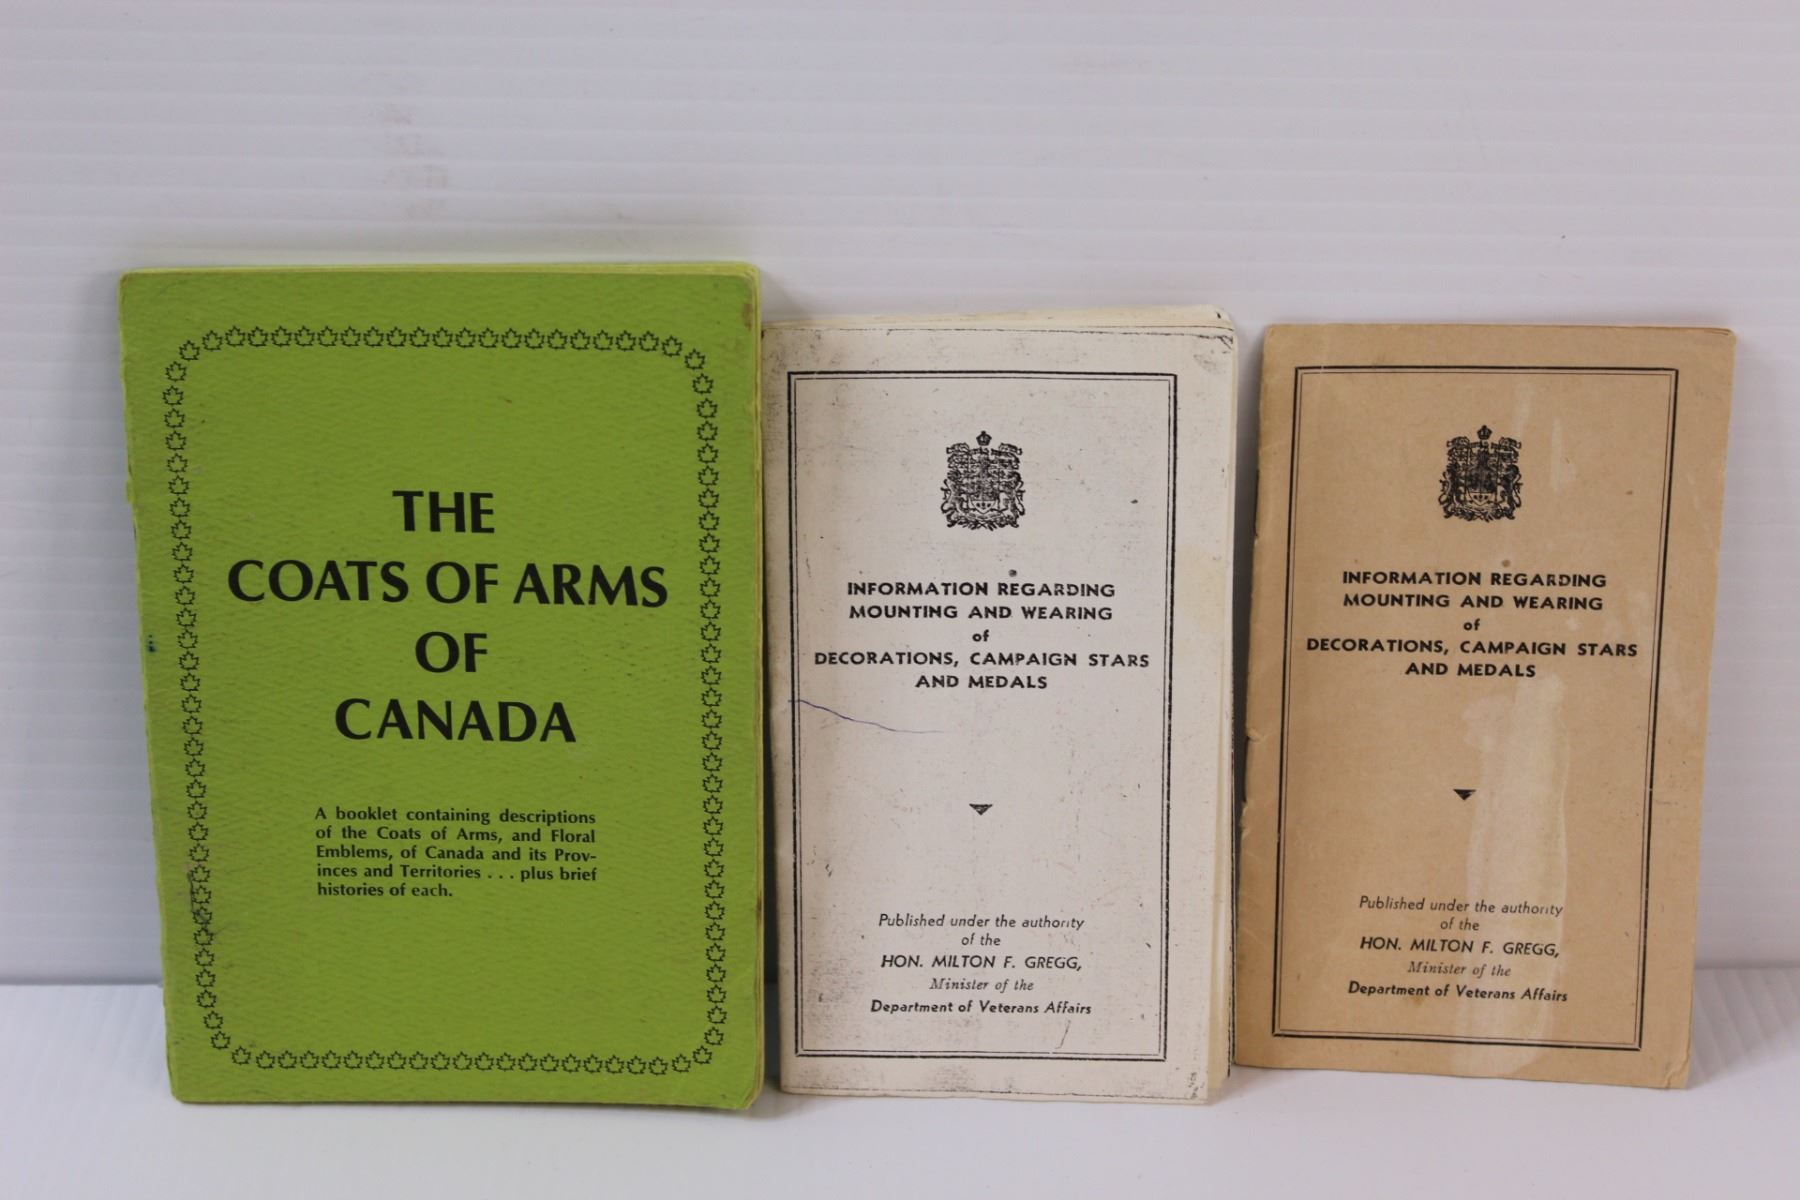 THE
COATS OF ARMS
OF
CANADA
A booklet containing descriptions
of the Coats of Arms, and Floral
Emblems, of Canada and its Prov-
inces and Territories . . . plus brief
histories of each.
INFORMATION REGARDING
MOUNTING AND WEARING
of
DECORATIONS, CAMPAIGN STARS
AND MEDALS
Published under the authority
of the
HON. MILTON F. GREGG,
Minister of the
Department of Veterans Affairs
INFORMATION REGARDING
MOUNTING AND WEARING
of
DECORATIONS, CAMPAIGN STARS
AND MEDALS
Published under the authority
of the
HON. MILTON F. GREGG,
Minister of the
Department of Veterans Affairs